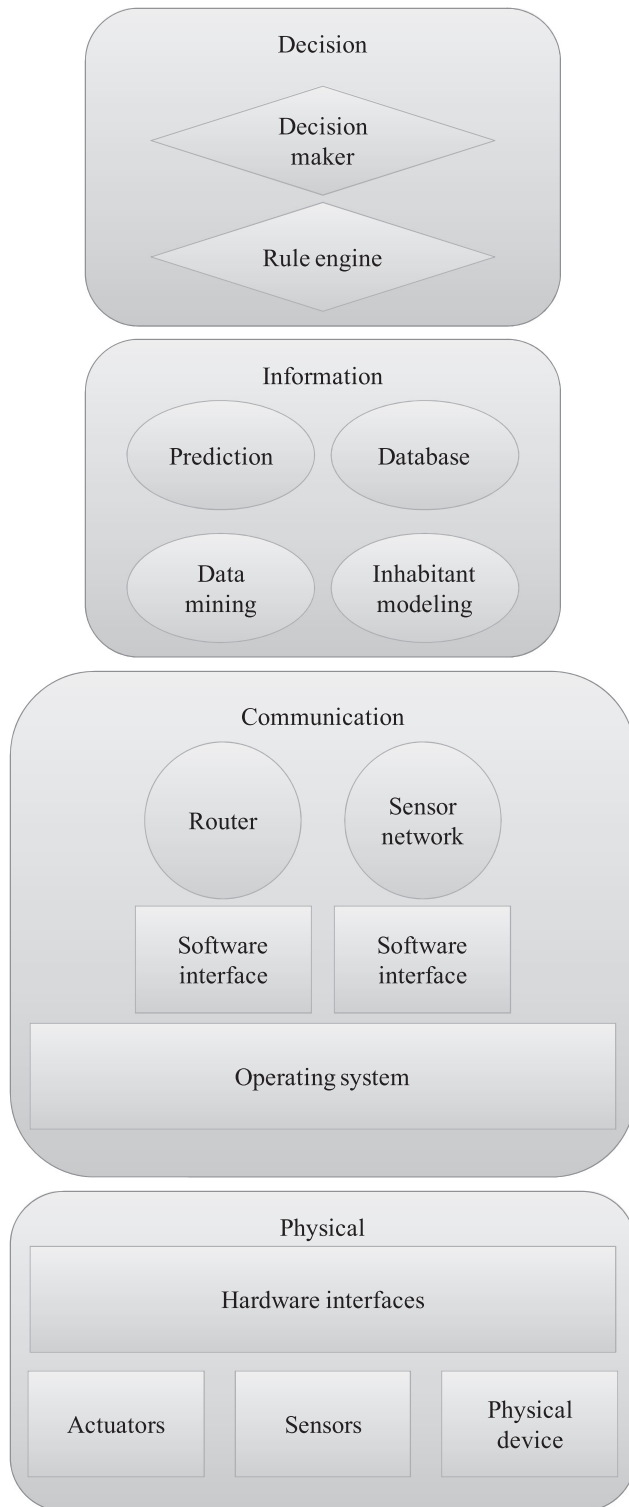 Decision
Decision
maker
Rule engine
Information
Prediction
Database
Data
mining
Inhabitant
modeling
Communication
Router
Sensor
network
Software
interface
Software
interface
Operating system
Physical
Hardware interfaces
Actuators
Sensors
Physical
device